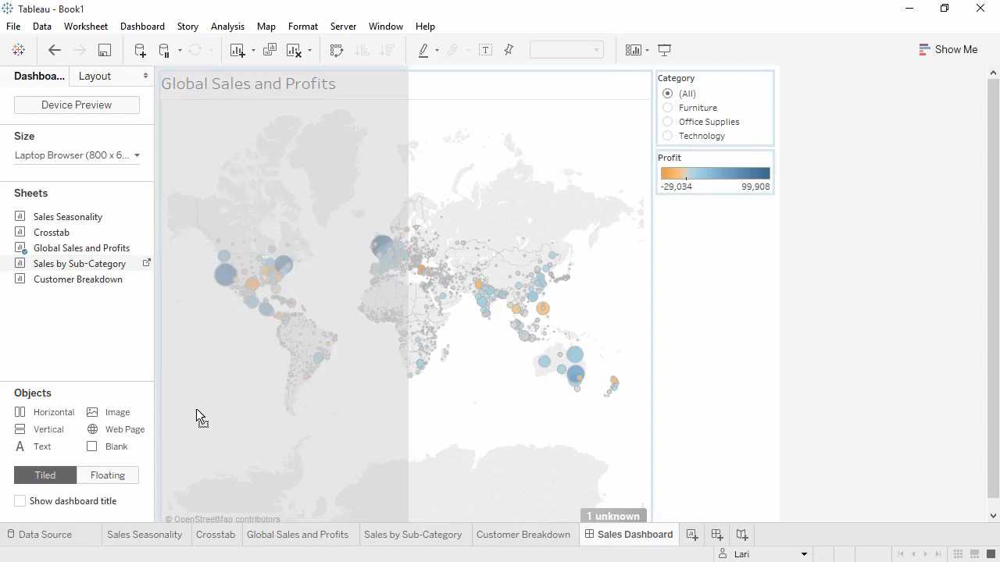 Tableau - Book1
File Data Worksheet Dashboard Story Analysis Map Format Server Window Help
Show Me
Dashboa... Layout
Device Preview
Size
Laptop Browser (800 x 6...
Sheets
Sales Seasonality
Crosstab
Global Sales and Profits
Sales by Sub-Category
Customer Breakdown
Objects
Horizontal Image
Vertical Web Page
A Text Blank
Tiled Floating
Show dashboard title
Global Sales and Profits
© OpenStreetMap contributors
1 unknown
Category
(All)
Furniture
Office Supplies
Technology
Profit
-29,034 99,908
Data Source Sales Seasonality Crosstab Global Sales and Profits Sales by Sub-Category Customer Breakdown Sales Dashboard
Lari